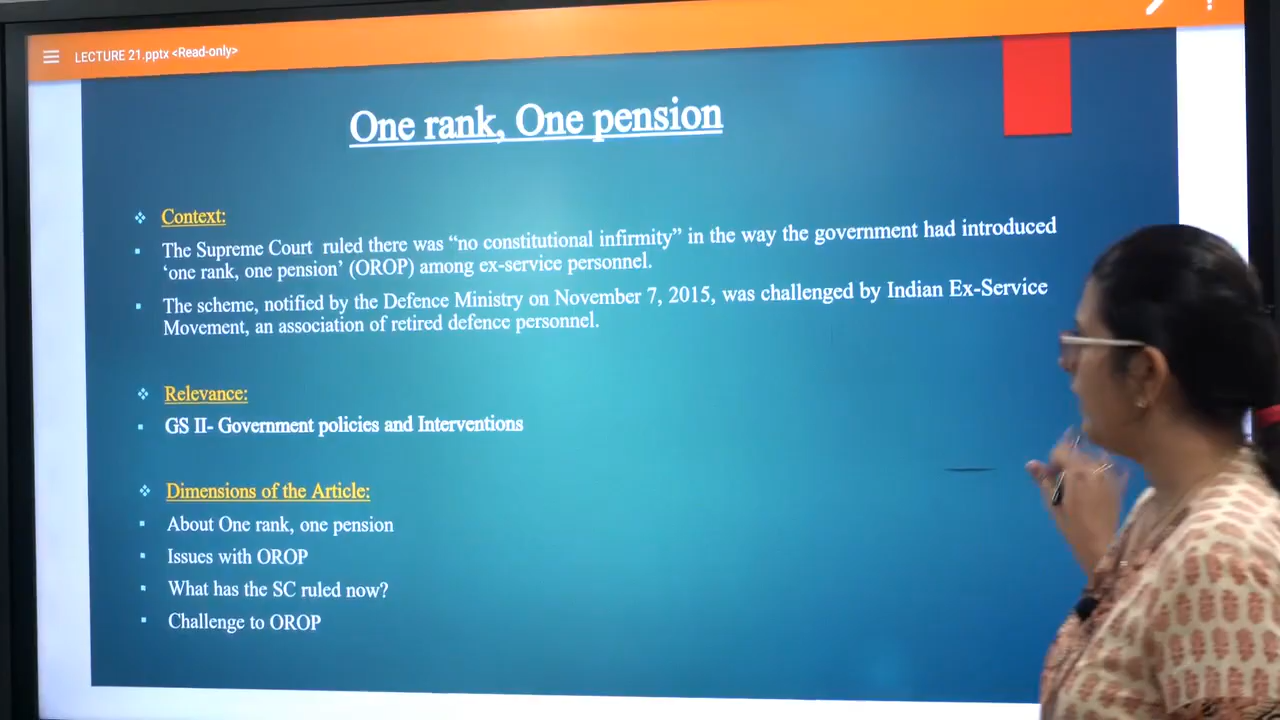 LECTURE 21.pptx <Read-only>
One rank, One pension
Context:
The Supreme Court ruled there was “no constitutional infirmity” in the way the government had introduced
‘one rank, one pension’ (OROP) among ex-service personnel.
The scheme, notified by the Defence Ministry on November 7, 2015, was challenged by Indian Ex-Service
Movement, an association of retired defence personnel.
Relevance:
GS II- Government policies and Interventions
Dimensions of the Article:
About One rank, one pension
Issues with OROP
What has the SC ruled now?
Challenge to OROP